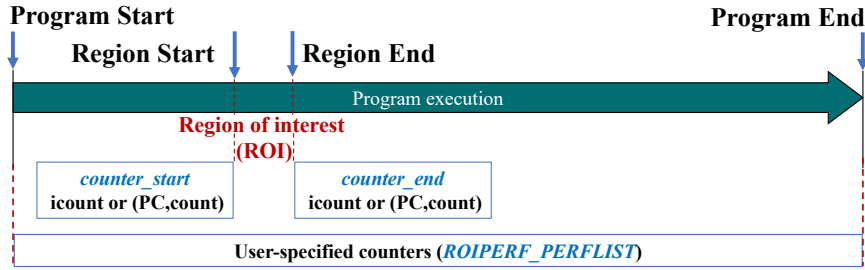 Program Start
Program End
Region Start
Region End
Program execution
Region of interest
(ROI)
counter_start
icount or (PC,count)
counter_end
icount or (PC,count)
User-specified counters (ROIPERF_PERFLIST)